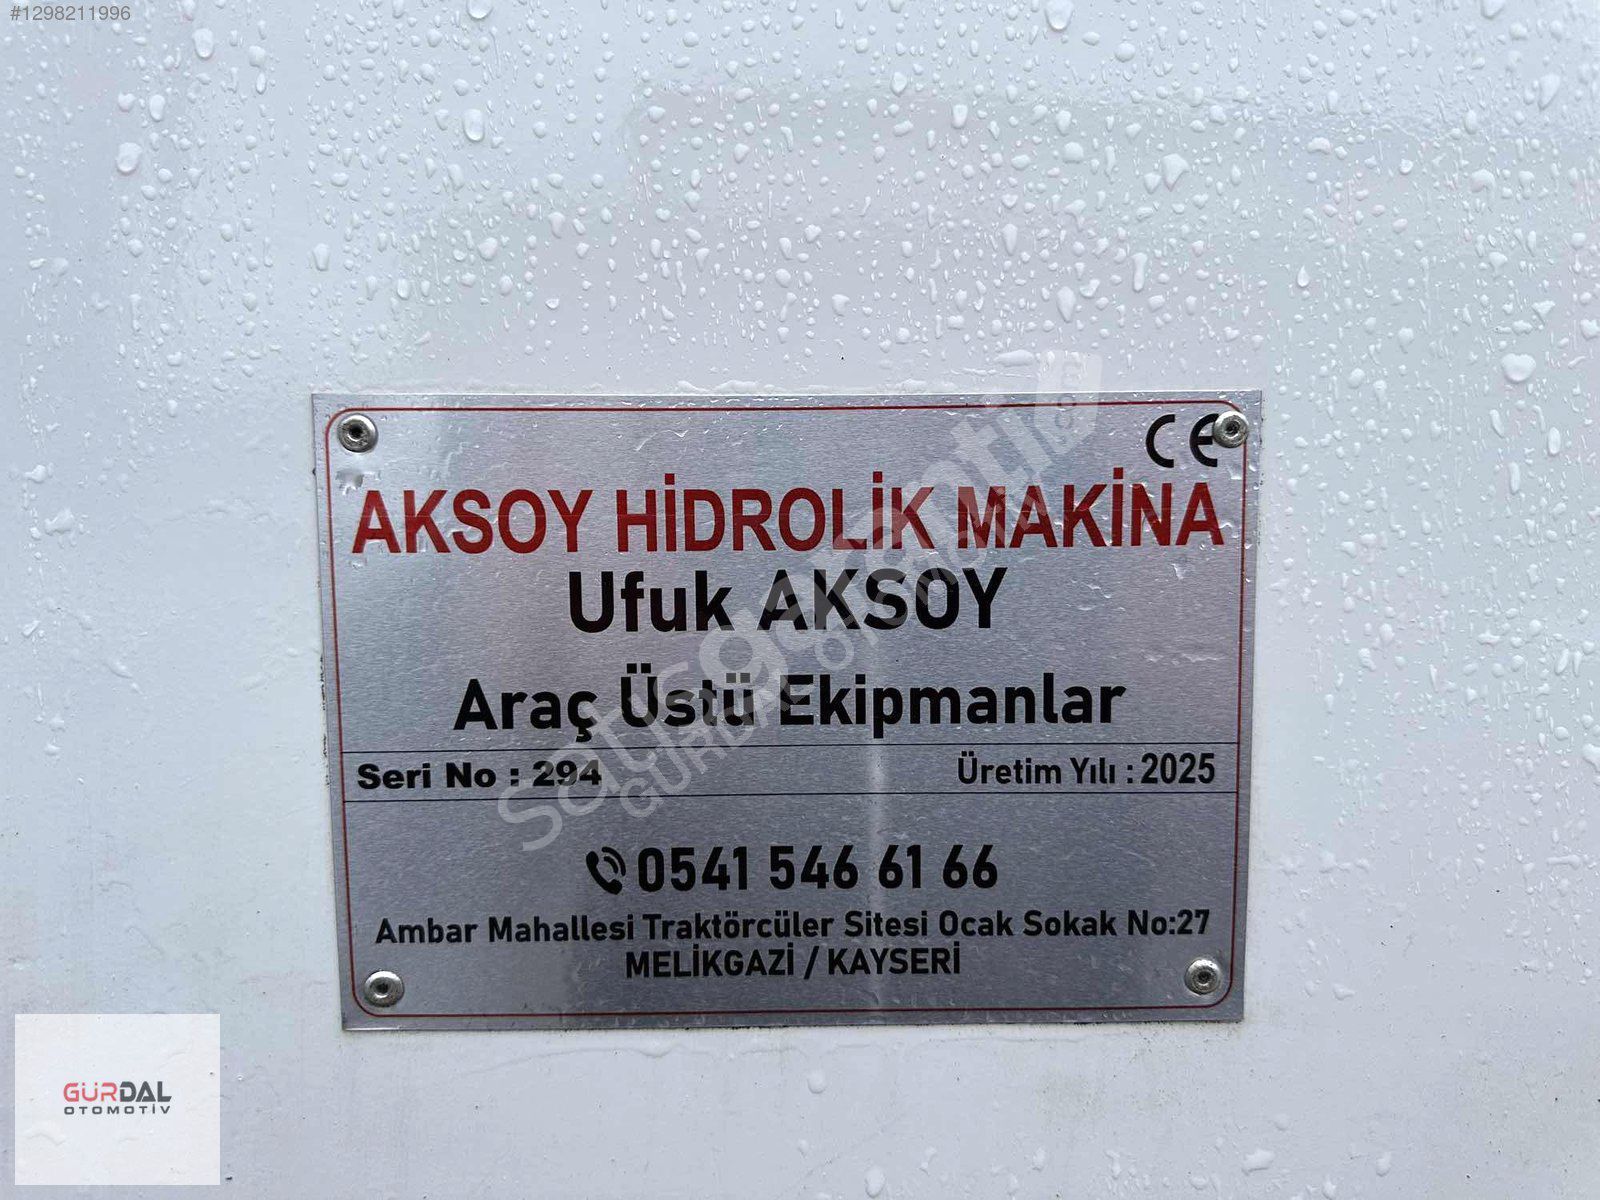 #1298211996
CE
AKSOY HİDROLİK MAKİNA
Ufuk AKSOY
Araç Üstü Ekipmanlar
Seri No : 294
Üretim Yılı : 2025
0541 546 61 66
Ambar Mahallesi Traktörcüler Sitesi Ocak Sokak No:27
MELİKGAZİ / KAYSERİ
GÜRDAL
OTOMOTİV